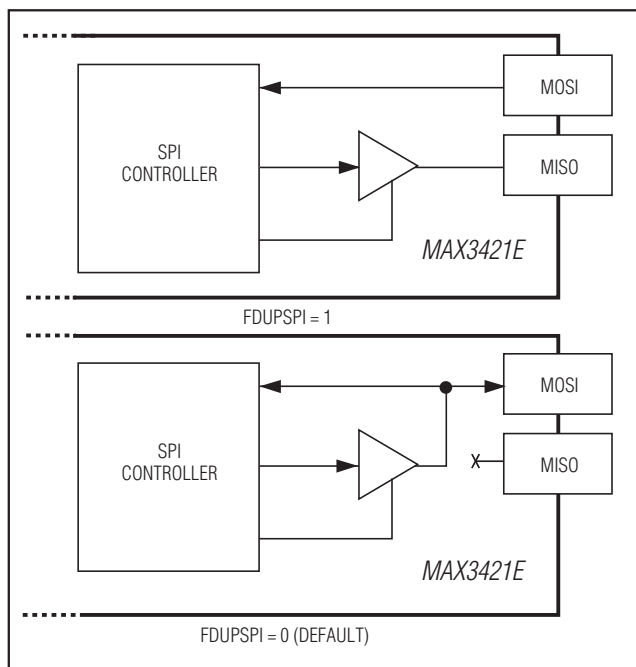 SPI
CONTROLLER
MOSI
MISO
MAX3421E
FDUPSPI = 1
SPI
CONTROLLER
MOSI
MISO
X
MAX3421E
FDUPSPI = 0 (DEFAULT)